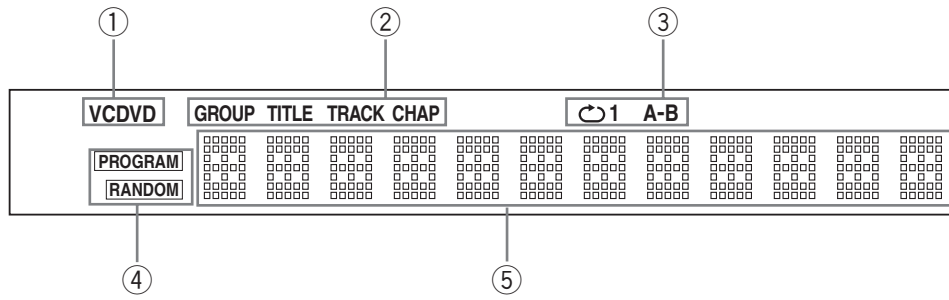 ① ② ③
VCDVD GROUP TITLE TRACK CHAP 1 A-B
PROGRAM
RANDOM
④ ⑤